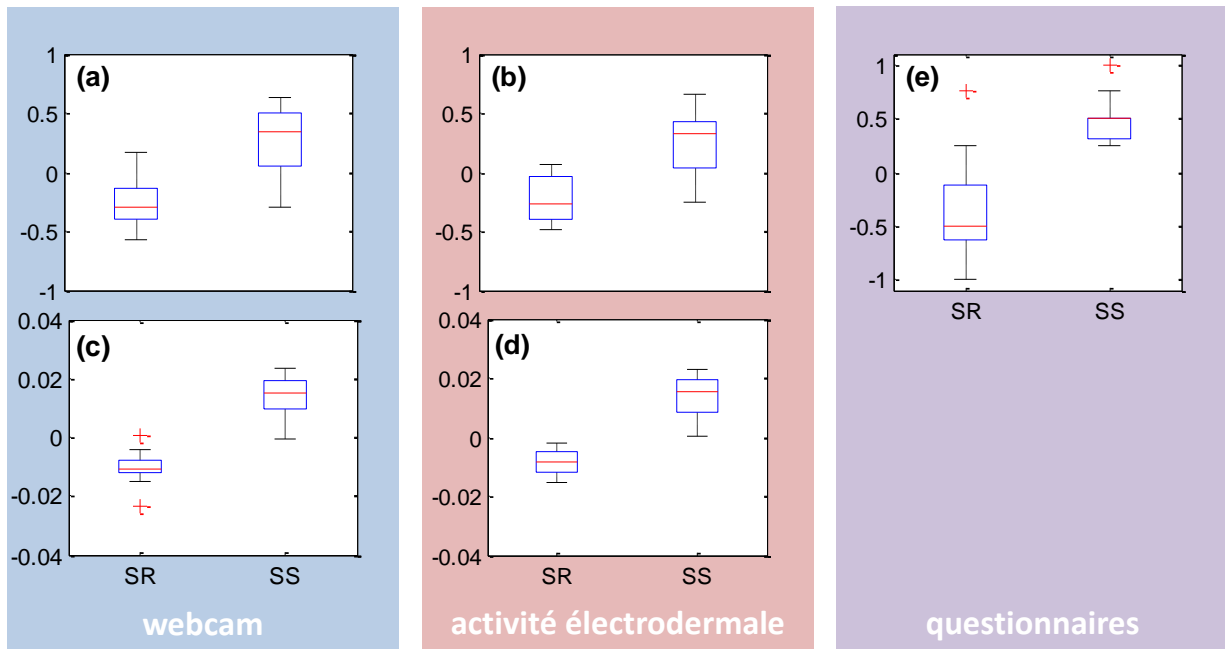 (a)
1
0.5
0
-0.5
-1
(c)
0.04
0.02
0
-0.02
-0.04
SR SS
webcam
(b)
1
0.5
0
-0.5
-1
(d)
0.04
0.02
0
-0.02
-0.04
SR SS
activité électrodermale
(e)
1
0.5
0
-0.5
-1
SR SS
questionnaires